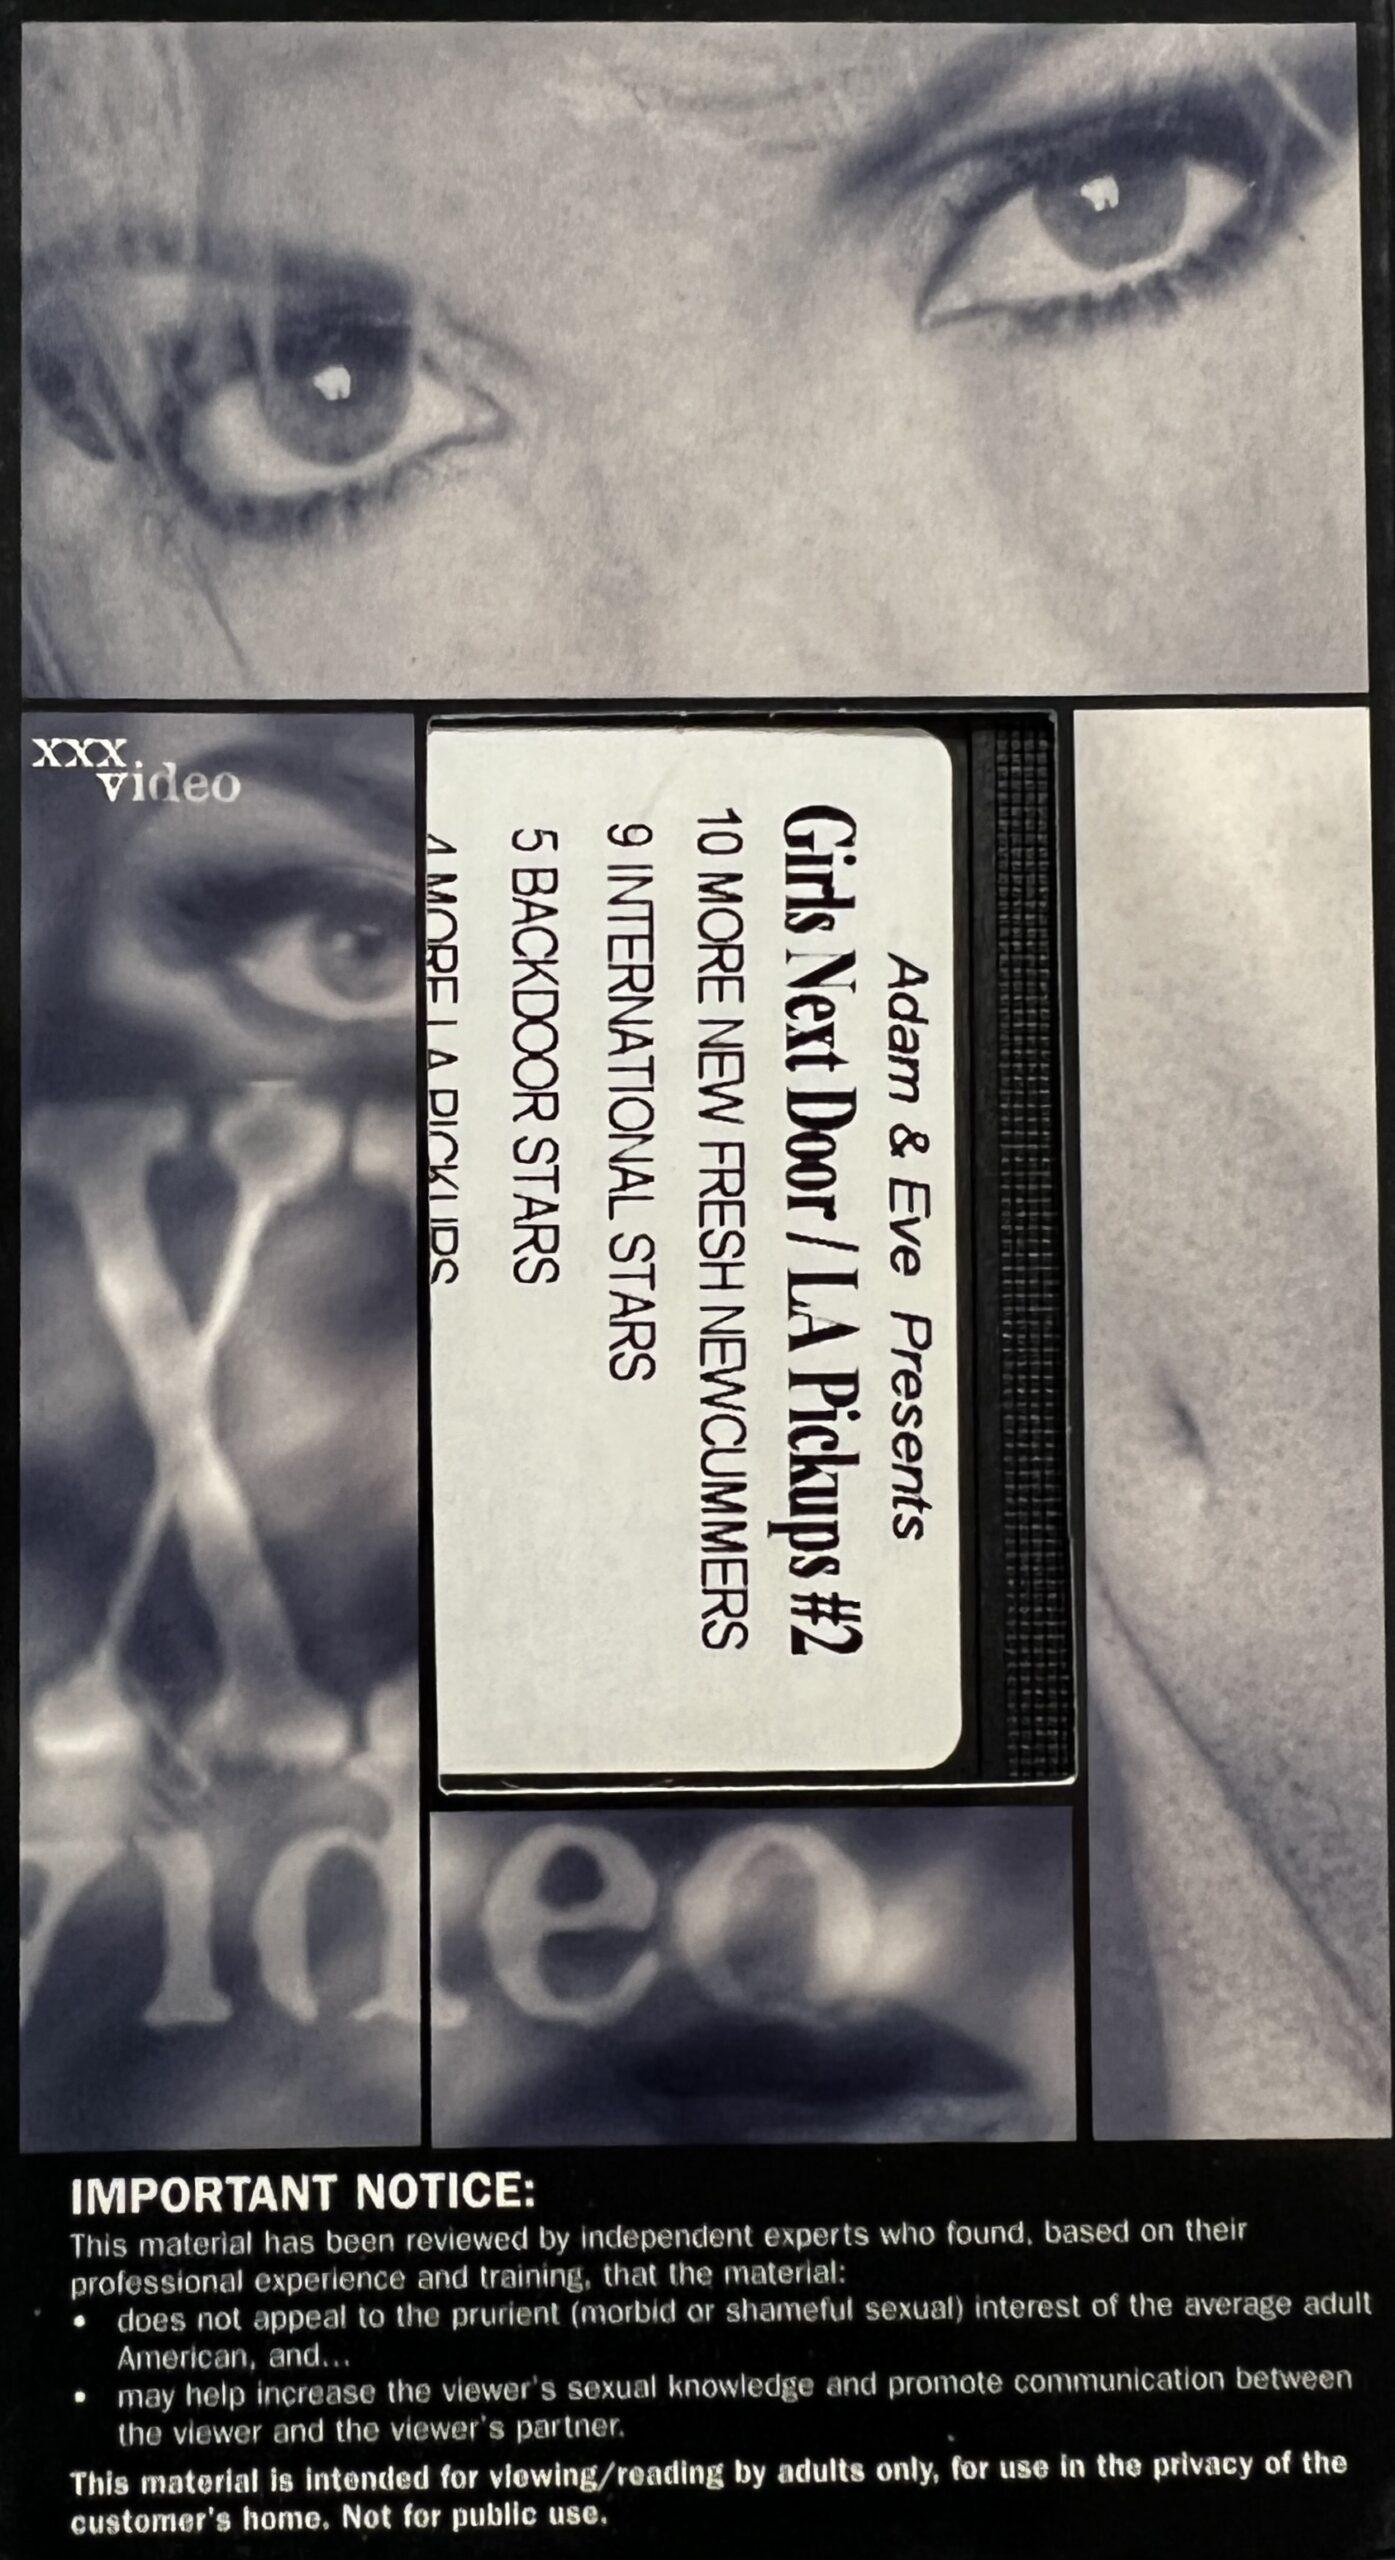 xxx
video
Adam & Eve Presents
Girls Next Door / LA Pickups #2
10 MORE NEW FRESH NEWCUMMERS
9 INTERNATIONAL STARS
5 BACKDOOR STARS
4 MORE LA PICKUPS
X
video
IMPORTANT NOTICE:
This material has been reviewed by independent experts who found, based on their
professional experience and training, that the material:
• does not appeal to the prurient (morbid or shameful sexual) interest of the average adult
American, and...
• may help increase the viewer's sexual knowledge and promote communication between
the viewer and the viewer's partner.
This material is intended for viewing/reading by adults only, for use in the privacy of the
customer's home. Not for public use.